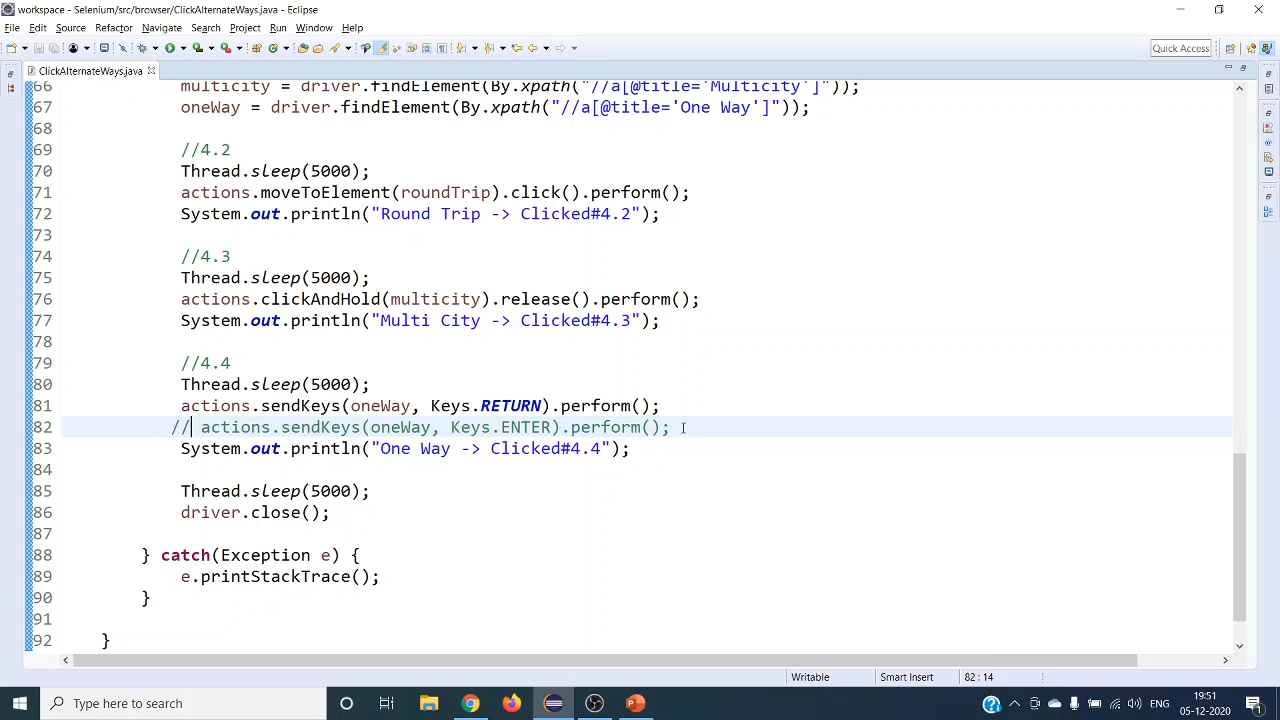 workspace - Selenium/src/browser/ClickAlternateWays.java - Eclipse
File Edit Source Refactor Navigate Search Project Run Window Help
Quick Access
ClickAlternateWays.java
66 multicity = driver.findElement(By.xpath("//a[@title='Multicity']"));
67 oneWay = driver.findElement(By.xpath("//a[@title='One Way']"));
68
69 //4.2
70 Thread.sleep(5000);
71 actions.moveToElement(roundTrip).click().perform();
72 System.out.println("Round Trip -> Clicked#4.2");
73
74 //4.3
75 Thread.sleep(5000);
76 actions.clickAndHold(multicity).release().perform();
77 System.out.println("Multi City -> Clicked#4.3");
78
79 //4.4
80 Thread.sleep(5000);
81 actions.sendKeys(oneWay, Keys.RETURN).perform();
82 // actions.sendKeys(oneWay, Keys.ENTER).perform();
83 System.out.println("One Way -> Clicked#4.4");
84
85 Thread.sleep(5000);
86 driver.close();
87
88 } catch(Exception e) {
89 e.printStackTrace();
90 }
91
92 }
Writable Smart Insert 82 : 14
Type here to search
ENG
19:51
05-12-2020
1